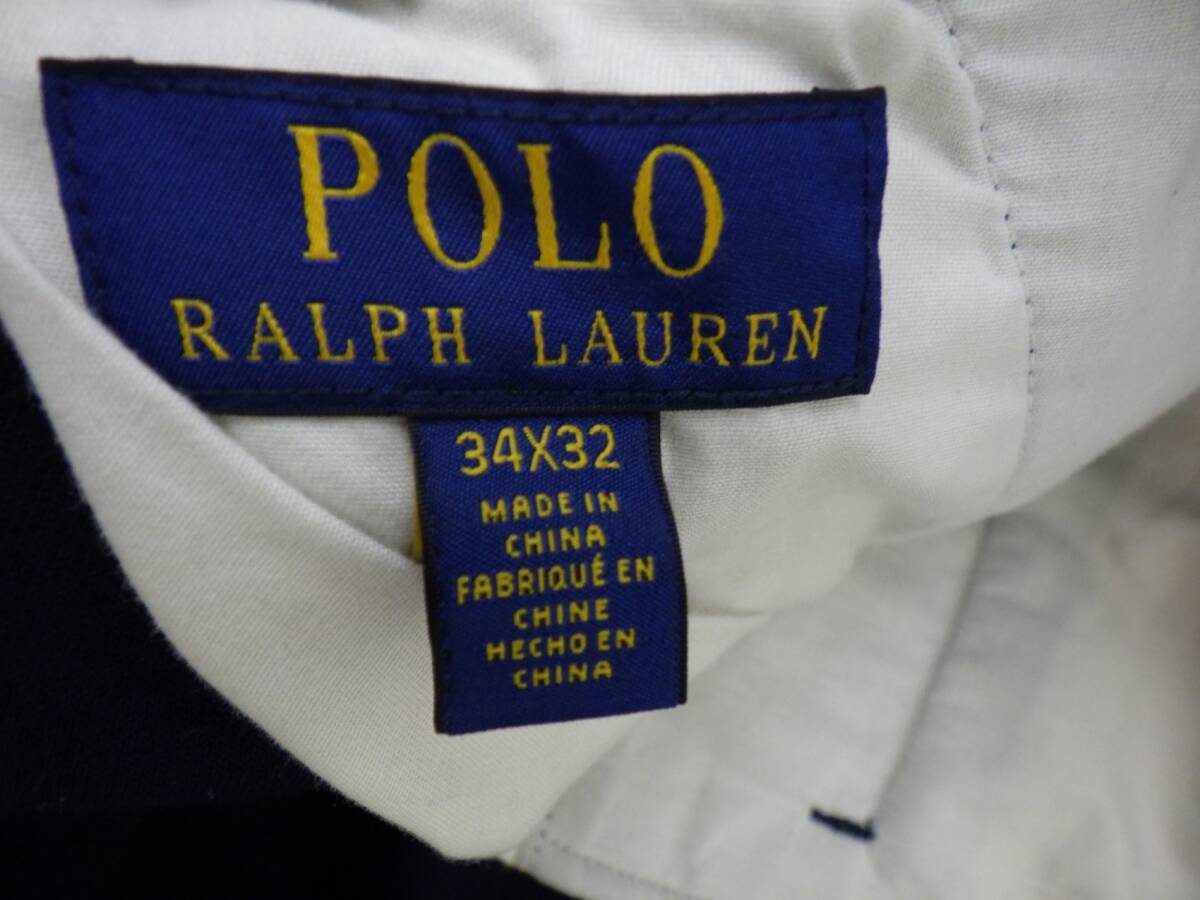 POLO
RALPH LAUREN
34X32
MADE IN
CHINA
FABRIQUÉ EN
CHINE
HECHO EN
CHINA